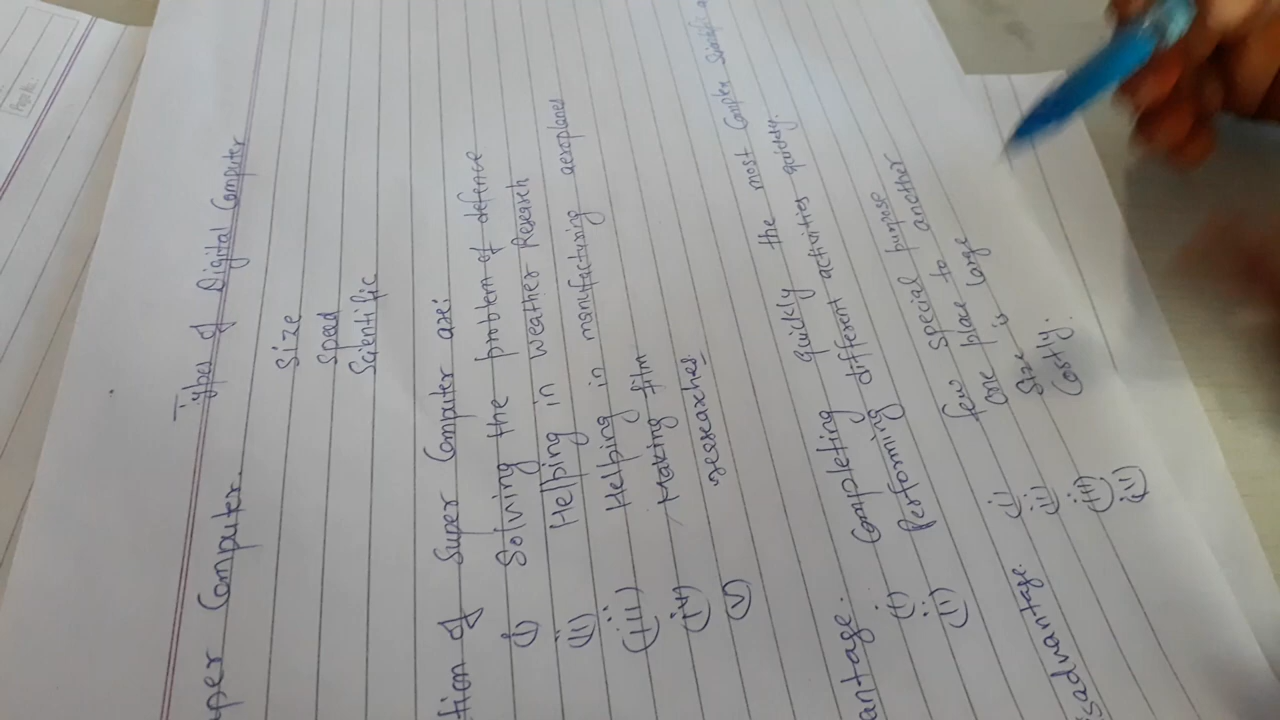 Types of Digital Computer
uper Computer.
Size
Speed
Scientific
tion of Super Computer are:
(i) Solving the problem of defence
(ii) Helping in weather Research
(iii) Helping in manufacturing aeroplanes
(iv) Making film
(v) researches.
antage.
(i) Completing quickly the most Complex
(ii) Performing different activities quickly.
sadvantage.
(i) few special purpose
(ii) one place to another
(iii) Size is large
(iv) Costly.